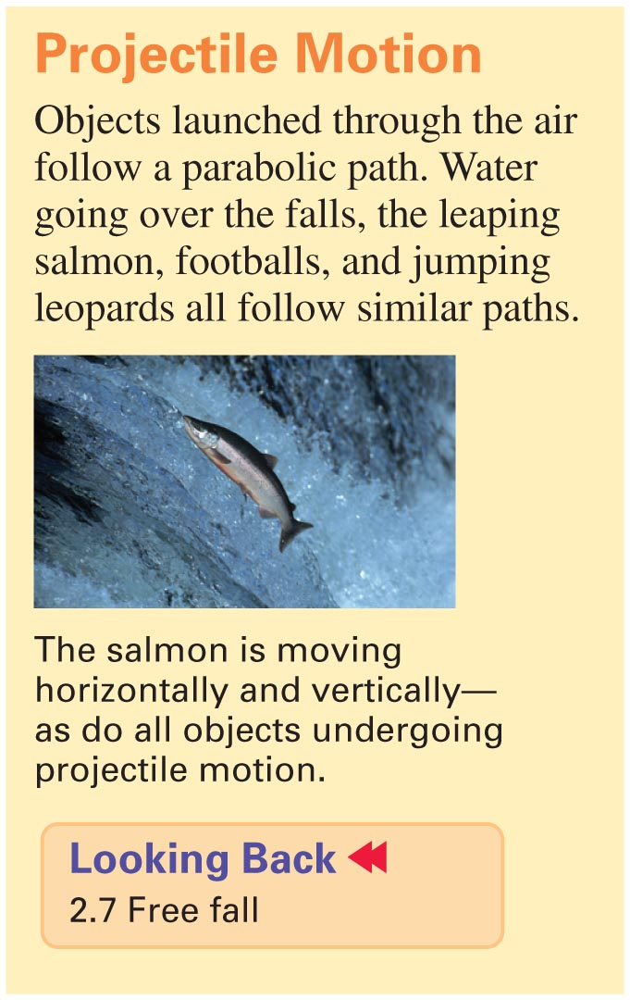 Projectile Motion
Objects launched through the air
follow a parabolic path. Water
going over the falls, the leaping
salmon, footballs, and jumping
leopards all follow similar paths.
The salmon is moving
horizontally and vertically—
as do all objects undergoing
projectile motion.
Looking Back
2.7 Free fall